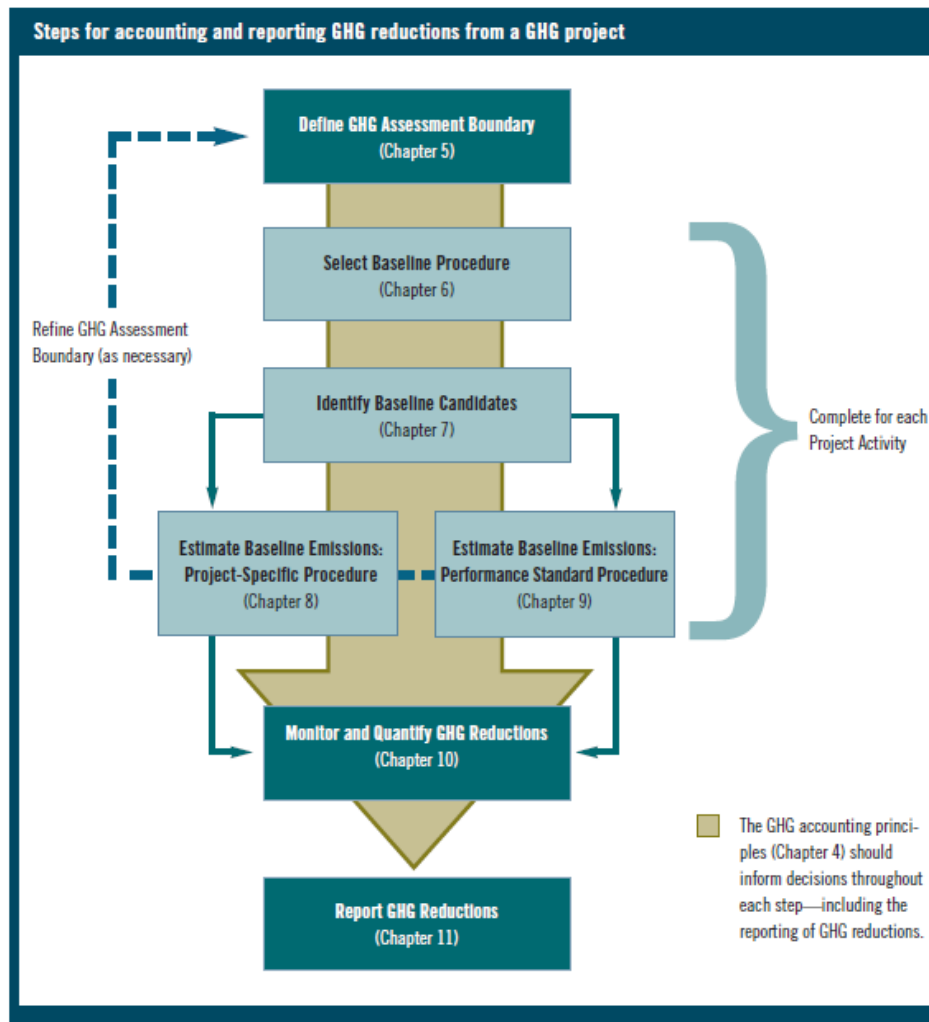 Steps for accounting and reporting GHG reductions from a GHG project
Define GHG Assessment Boundary
(Chapter 5)
Select Baseline Procedure
(Chapter 6)
Refine GHG Assessment
Boundary (as necessary)
Identify Baseline Candidates
(Chapter 7)
Complete for each
Project Activity
Estimate Baseline Emissions:
Project-Specific Procedure
(Chapter 8)
Estimate Baseline Emissions:
Performance Standard Procedure
(Chapter 9)
Monitor and Quantify GHG Reductions
(Chapter 10)
The GHG accounting princi-
ples (Chapter 4) should
inform decisions throughout
each step—including the
reporting of GHG reductions.
Report GHG Reductions
(Chapter 11)